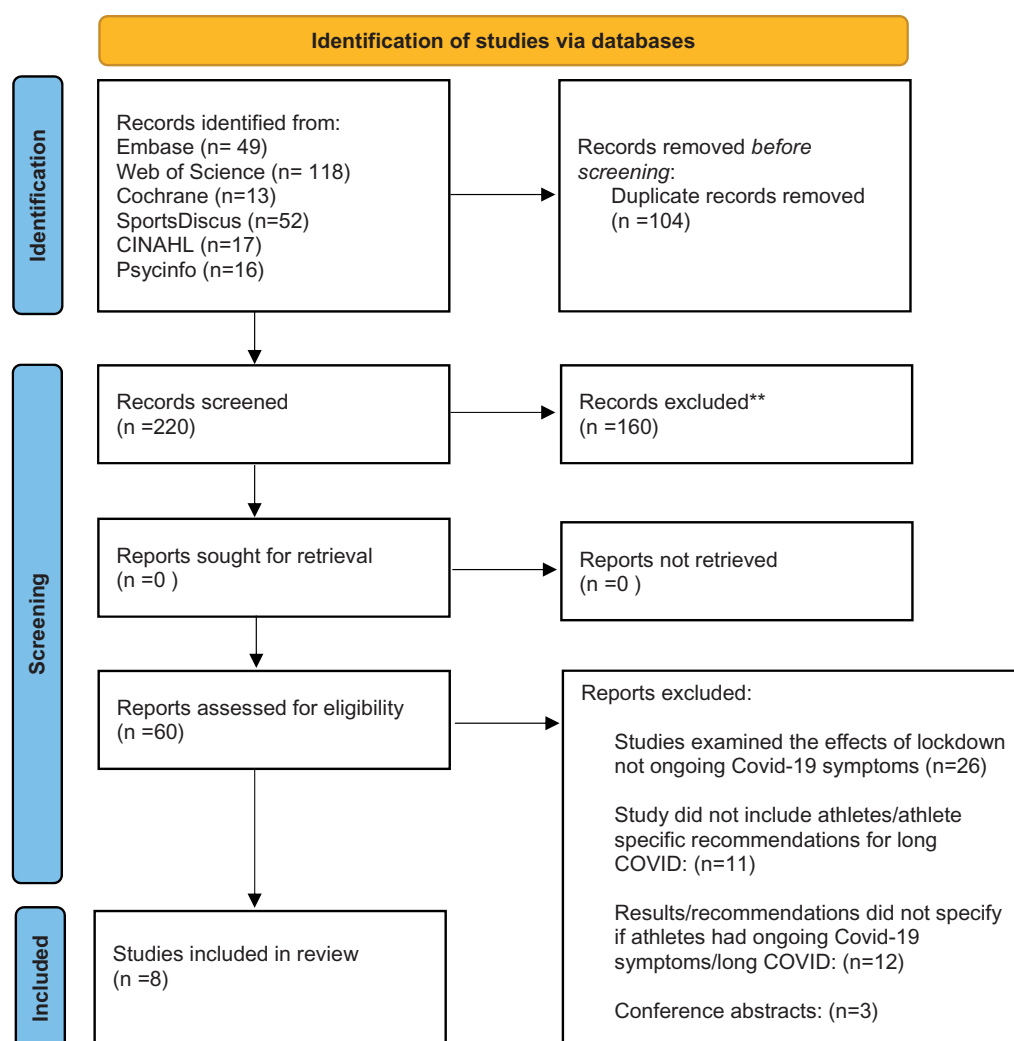 Identification of studies via databases
Identification
Records identified from:
Embase (n= 49)
Web of Science (n= 118)
Cochrane (n=13)
SportsDiscus (n=52)
CINAHL (n=17)
Psycinfo (n=16)
Records removed before
screening:
Duplicate records removed
(n =104)
Screening
Records screened
(n =220)
Records excluded**
(n =160)
Reports sought for retrieval
(n =0 )
Reports not retrieved
(n =0 )
Reports assessed for eligibility
(n =60)
Reports excluded:
Studies examined the effects of lockdown
not ongoing Covid-19 symptoms (n=26)
Study did not include athletes/athlete
specific recommendations for long
COVID: (n=11)
Results/recommendations did not specify
if athletes had ongoing Covid-19
symptoms/long COVID: (n=12)
Conference abstracts: (n=3)
Included
Studies included in review
(n =8)